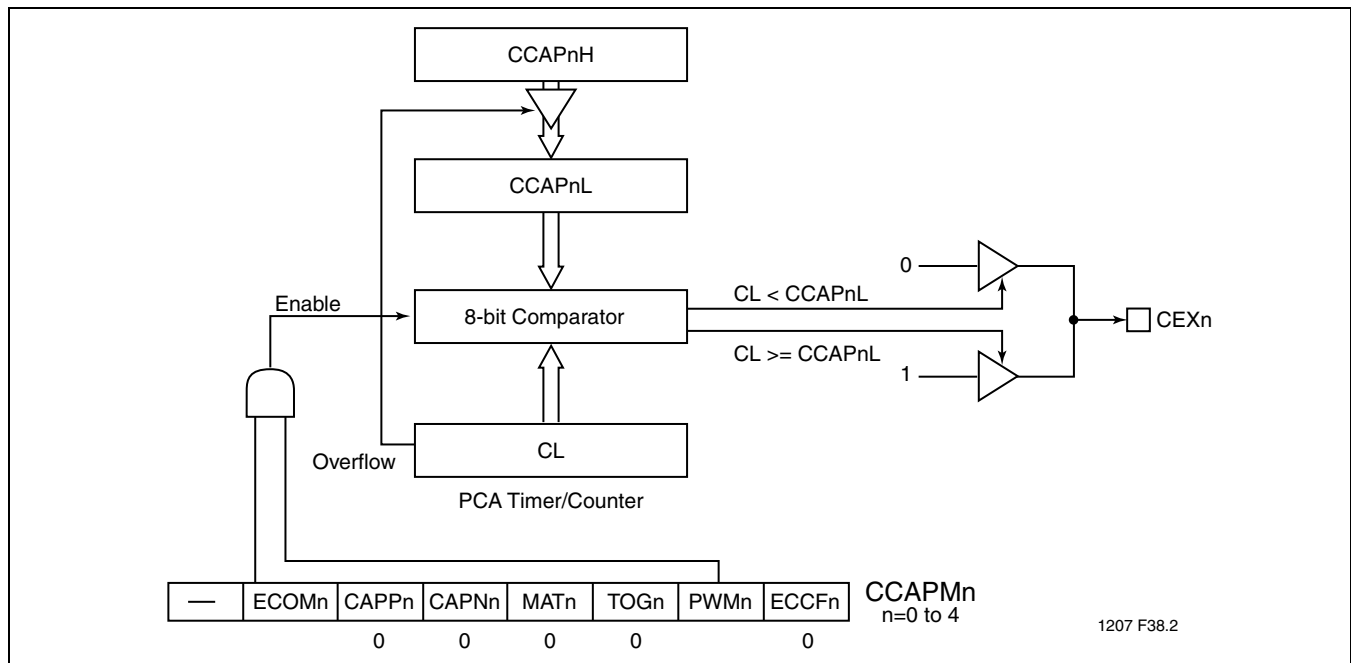 CCAPnH
CCAPnL
0
CL < CCAPnL
Enable
8-bit Comparator
CEXn
CL >= CCAPnL
1
CL
Overflow
PCA Timer/Counter
— ECOMn CAPPn CAPNn MATn TOGn PWMn ECCFn CCAPMn
n=0 to 4
0 0 0 0 0
1207 F38.2